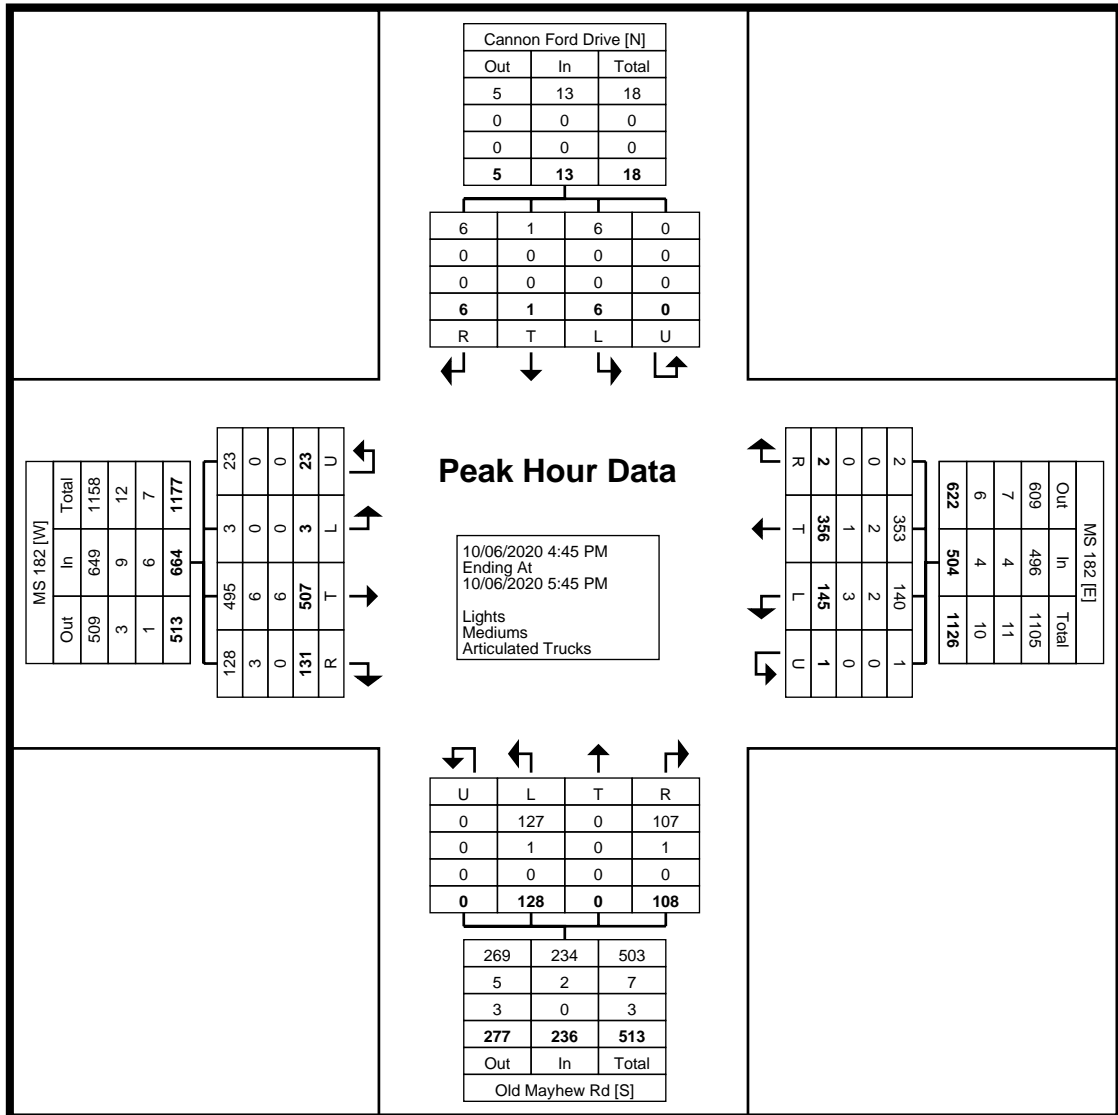 Cannon Ford Drive [N]
Out In Total
5 13 18
0 0 0
0 0 0
5 13 18
6 1 6 0
0 0 0 0
0 0 0 0
6 1 6 0
R T L U
Peak Hour Data
10/06/2020 4:45 PM
Ending At
10/06/2020 5:45 PM
Lights
Mediums
Articulated Trucks
MS 182 [W]
Total 1158 12 7 1177
In 649 9 6 664
Out 509 3 1 513
23 0 0 23 U
3 0 0 3 L
495 6 6 507 T
128 3 0 131 R
R 2 0 0 2
T 356 1 2 353
L 145 3 2 140
U 1 0 0 1
MS 182 [E]
Out In Total
609 496 1105
7 4 11
6 4 10
622 504 1126
U L T R
0 127 0 107
0 1 0 1
0 0 0 0
0 128 0 108
269 234 503
5 2 7
3 0 3
277 236 513
Out In Total
Old Mayhew Rd [S]